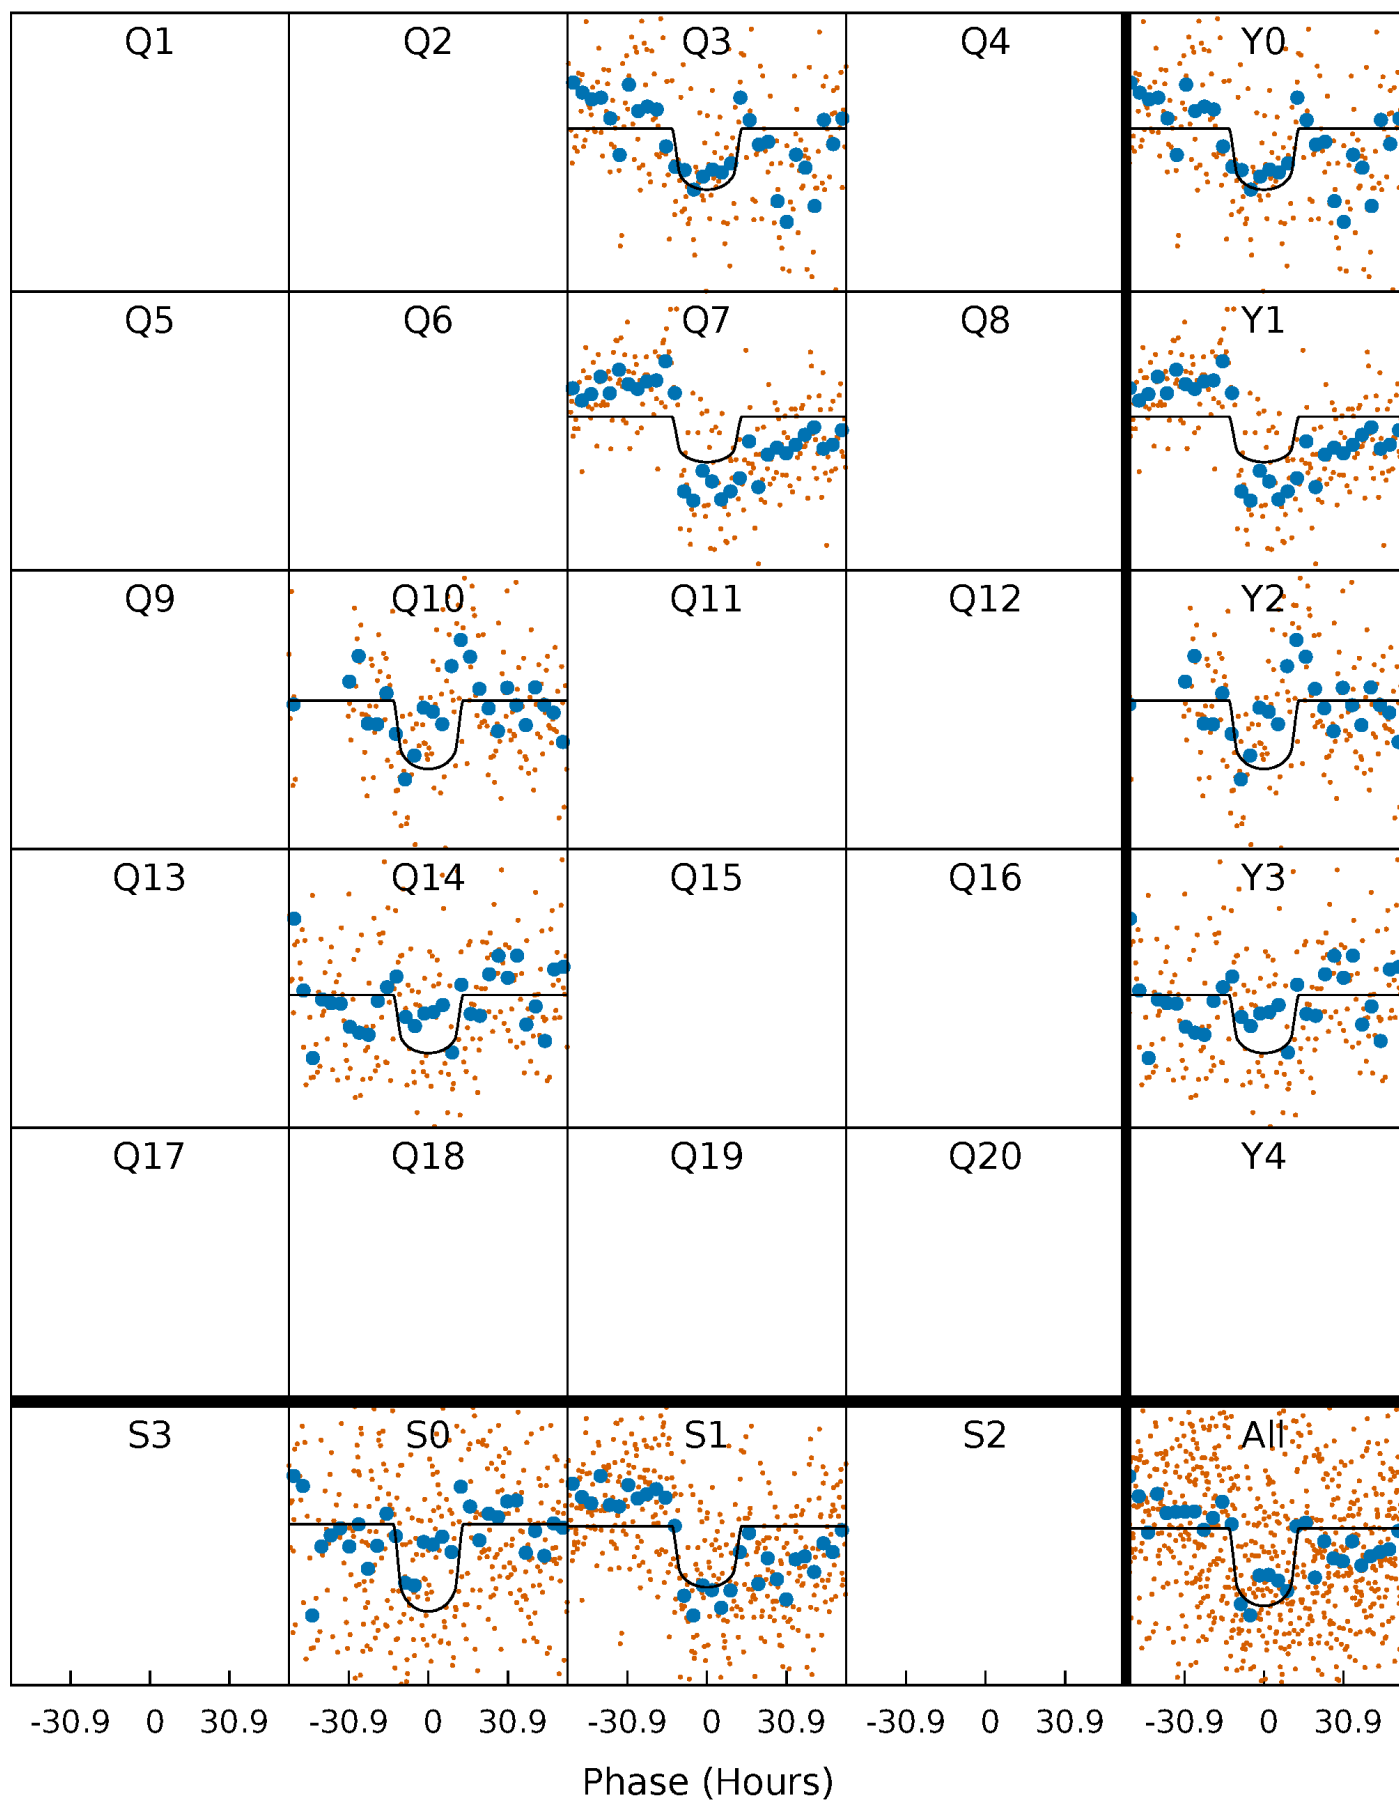 Q1 Q2 Q3 Q4 Y0
Q5 Q6 Q7 Q8 Y1
Q9 Q10 Q11 Q12 Y2
Q13 Q14 Q15 Q16 Y3
Q17 Q18 Q19 Q20 Y4
S3 S0 S1 S2 All
-30.9 0 30.9 -30.9 0 30.9 -30.9 0 30.9 -30.9 0 30.9 -30.9 0 30.9
Phase (Hours)